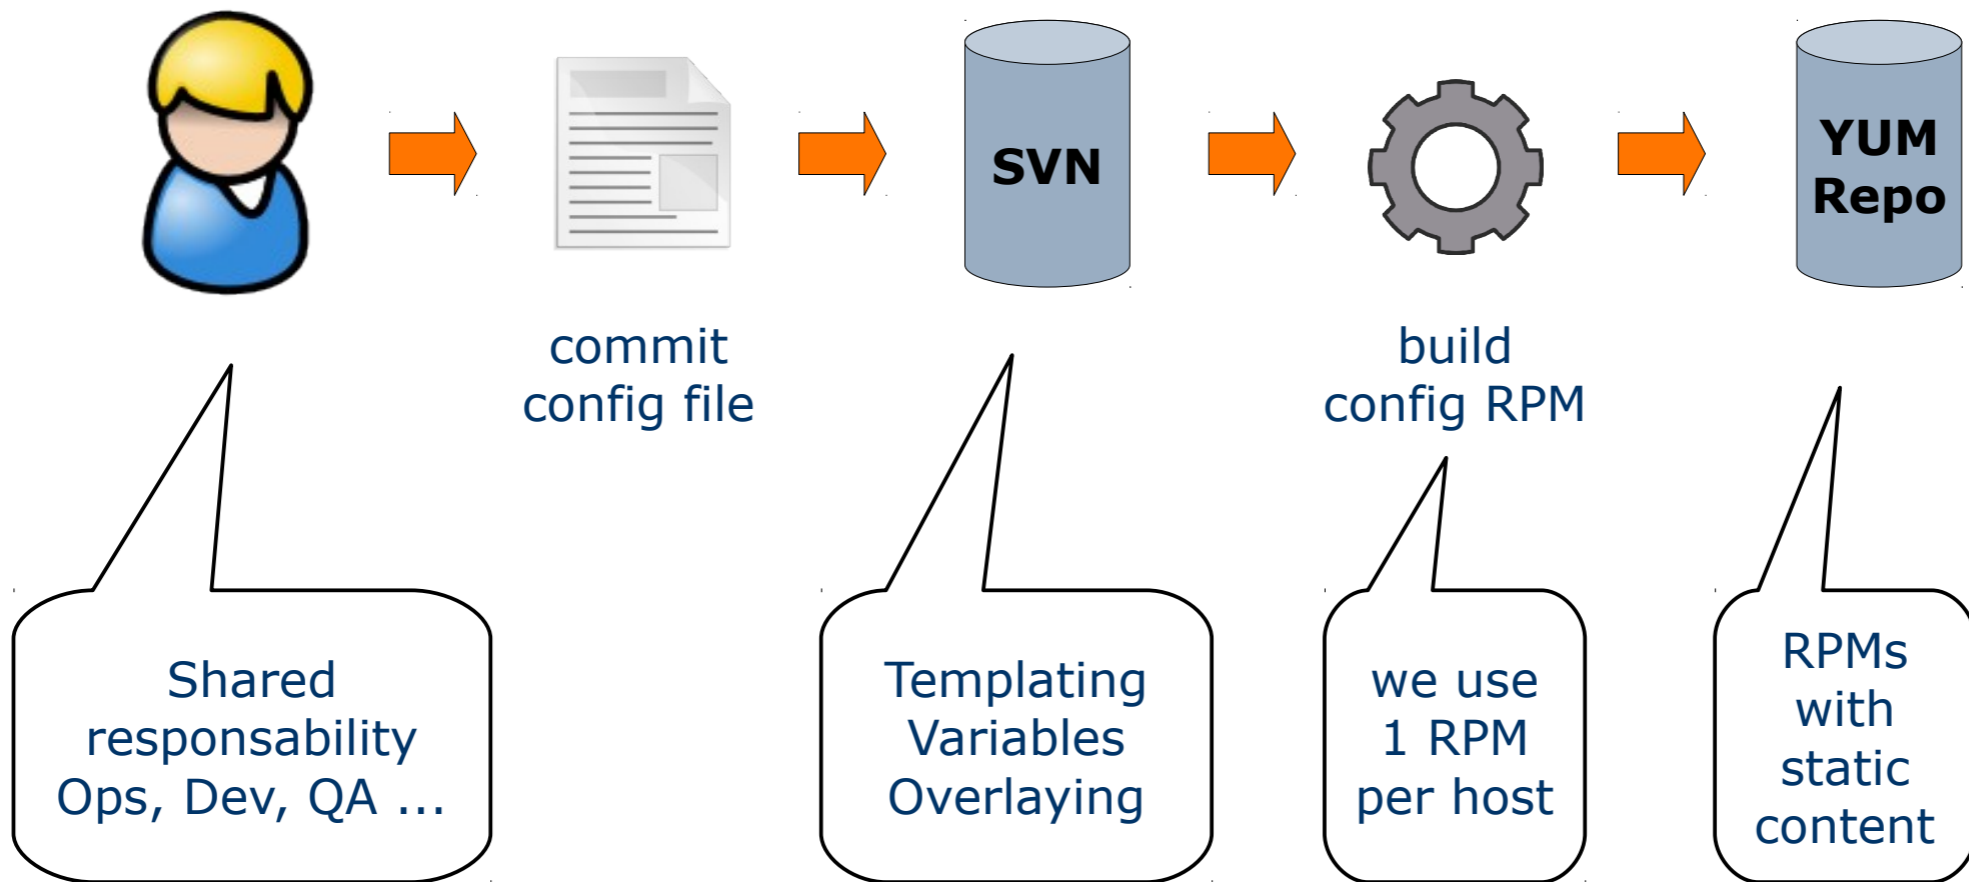 SVN
YUM
Repo
commit
config file
build
config RPM
Shared
responsability
Ops, Dev, QA ...
Templating
Variables
Overlaying
we use
1 RPM
per host
RPMs
with
static
content